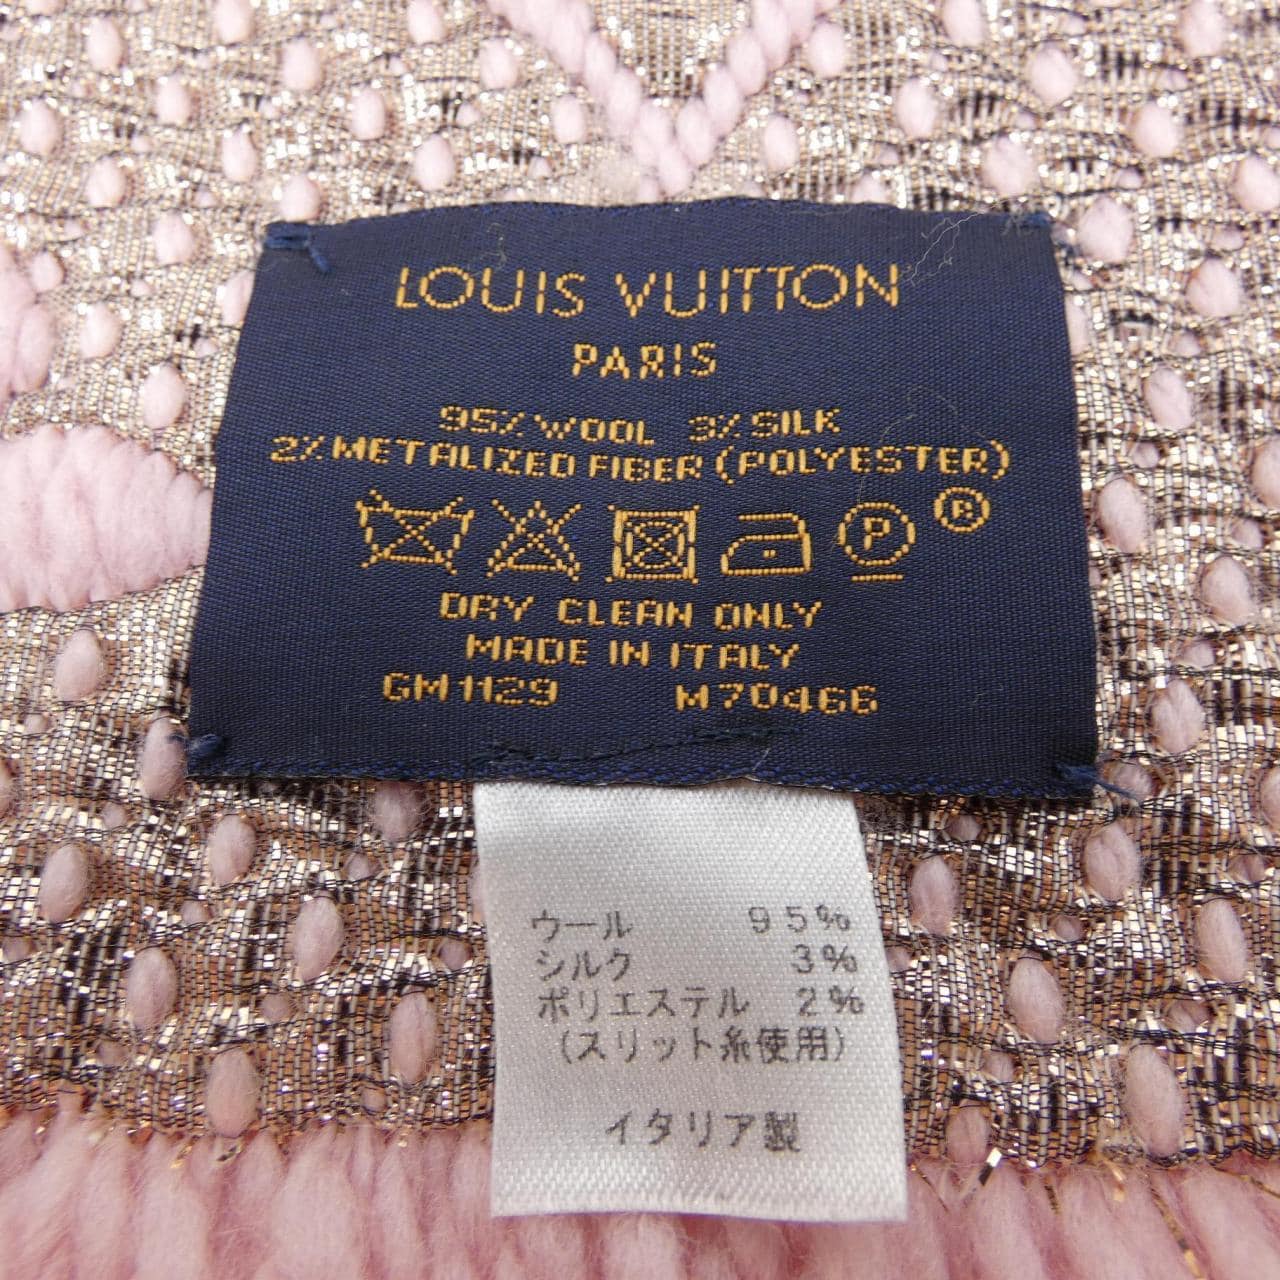 LOUIS VUITTON
PARIS
95% WOOL 3% SILK
2% METALIZED FIBER (POLYESTER)
P ®
DRY CLEAN ONLY
MADE IN ITALY
GM1129 M70466
ウール 95%
シルク 3%
ポリエステル 2%
(スリット糸使用)
イタリア製